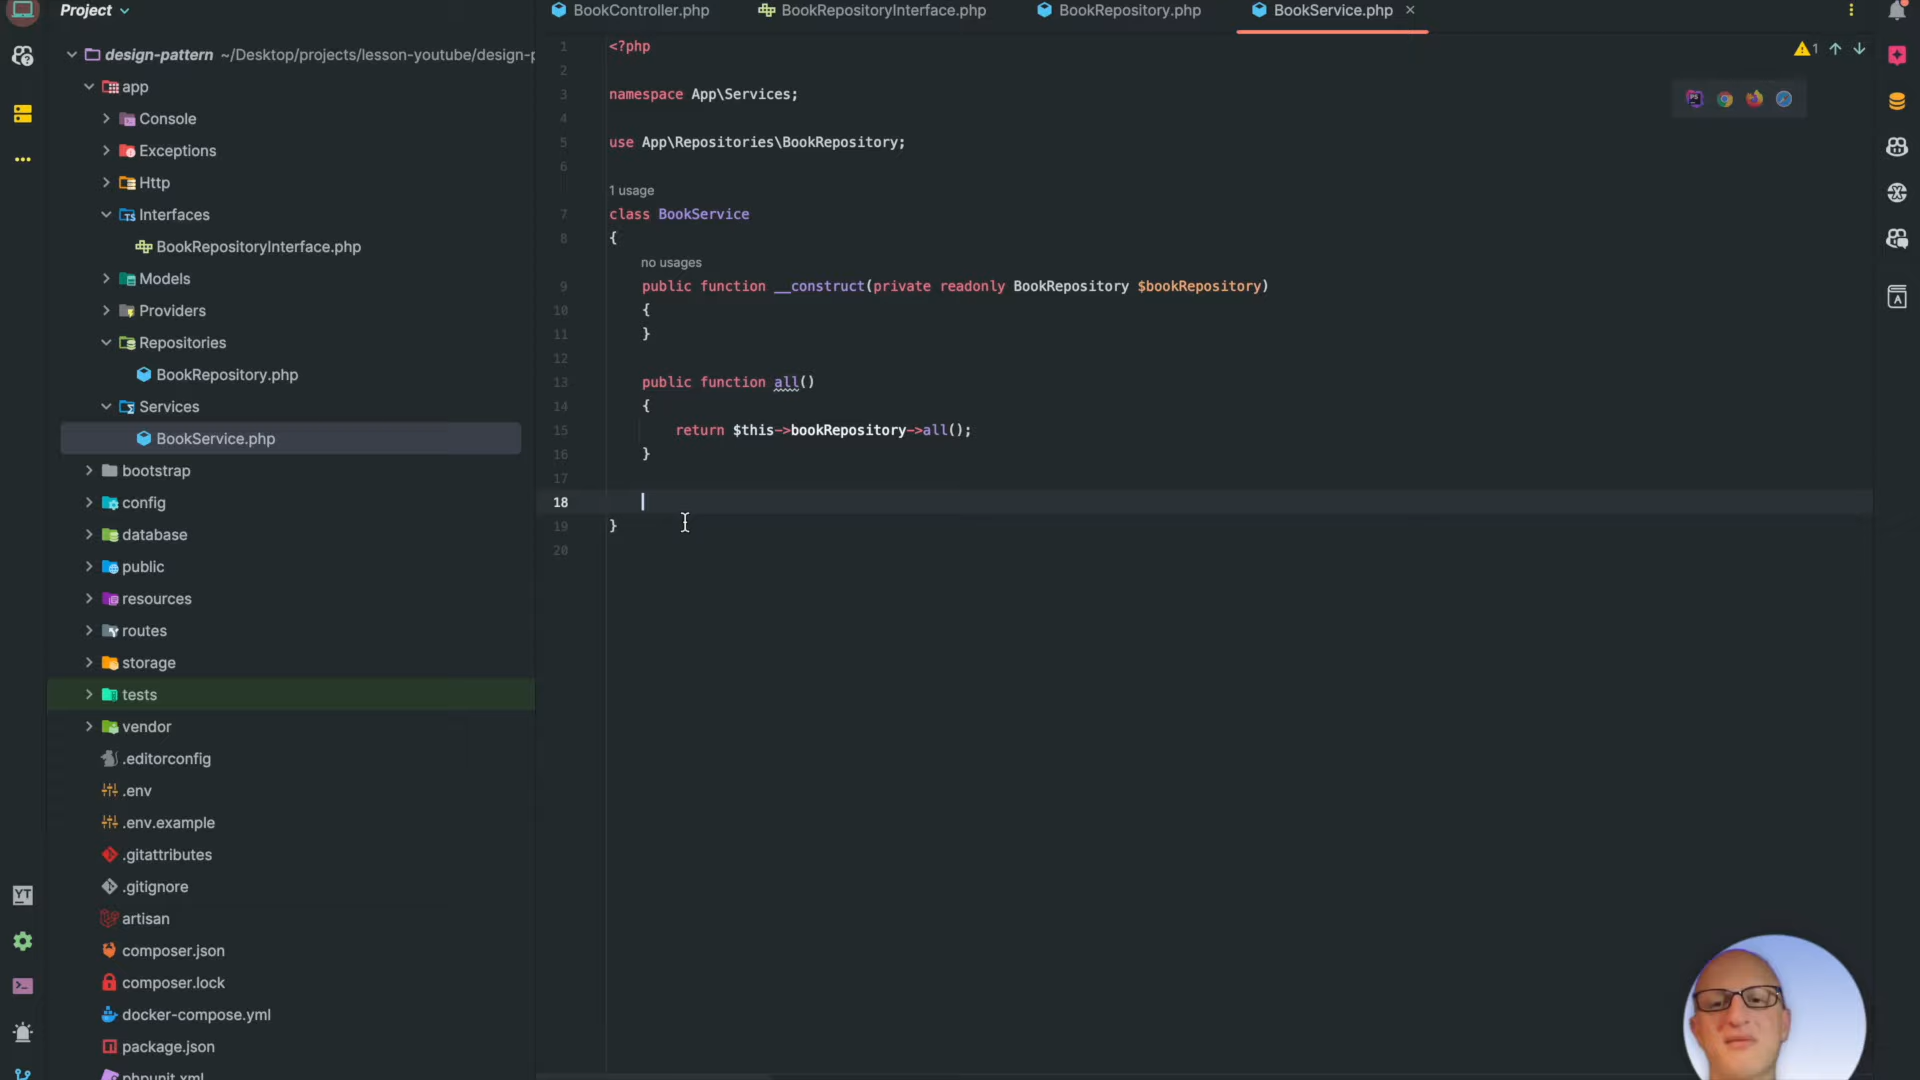 Project
BookController.php
BookRepositoryInterface.php
BookRepository.php
BookService.php
design-pattern ~/Desktop/projects/lesson-youtube/design-p
app
Console
Exceptions
Http
Interfaces
BookRepositoryInterface.php
Models
Providers
Repositories
BookRepository.php
Services
BookService.php
bootstrap
config
database
public
resources
routes
storage
tests
vendor
.editorconfig
.env
.env.example
.gitattributes
.gitignore
artisan
composer.json
composer.lock
docker-compose.yml
package.json
phpunit.xml
YT
1 <?php
2
3 namespace App\Services;
4
5 use App\Repositories\BookRepository;
6
1 usage
7 class BookService
8 {
no usages
9 public function __construct(private readonly BookRepository $bookRepository)
10 {
11 }
12
13 public function all()
14 {
15 return $this->bookRepository->all();
16 }
17
18
19 }
20
1